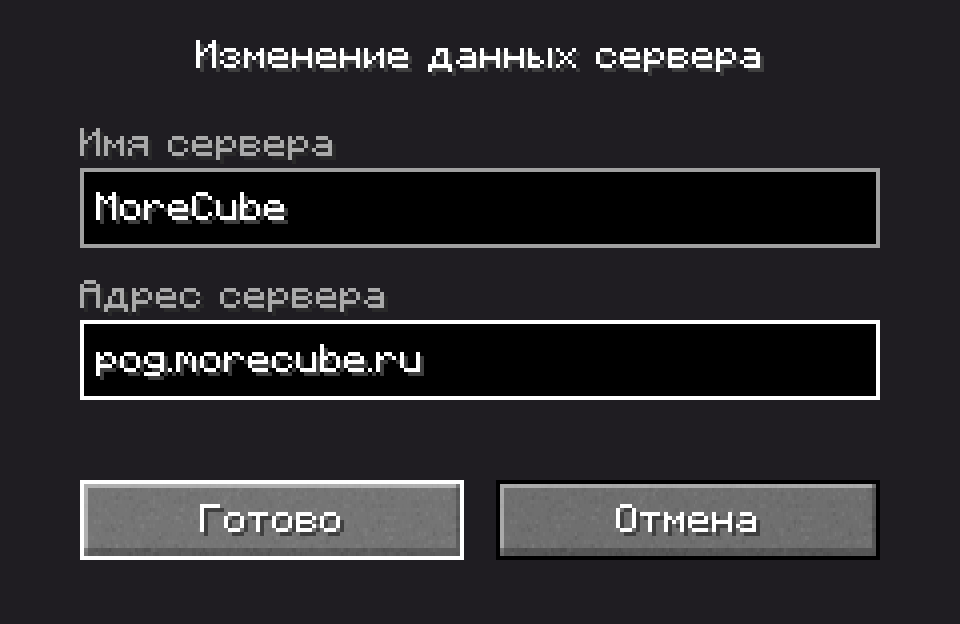 Изменение данных сервера
Имя сервера
MoreCube
Адрес сервера
pog.morecube.ru
Готово
Отмена